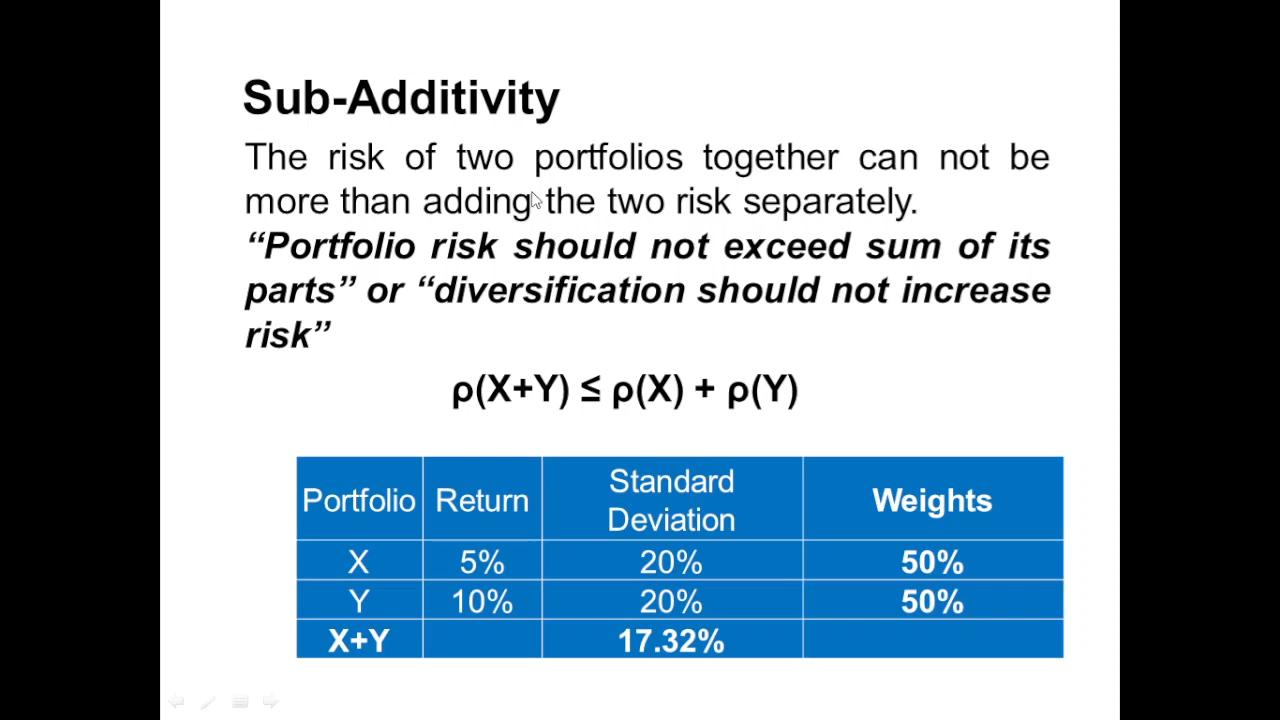 Sub-Additivity
The risk of two portfolios together can not be
more than adding the two risk separately.
“Portfolio risk should not exceed sum of its
parts” or “diversification should not increase
risk”
ρ(X+Y) ≤ ρ(X) + ρ(Y)
Portfolio Return Standard Deviation Weights
X 5% 20% 50%
Y 10% 20% 50%
X+Y 17.32%